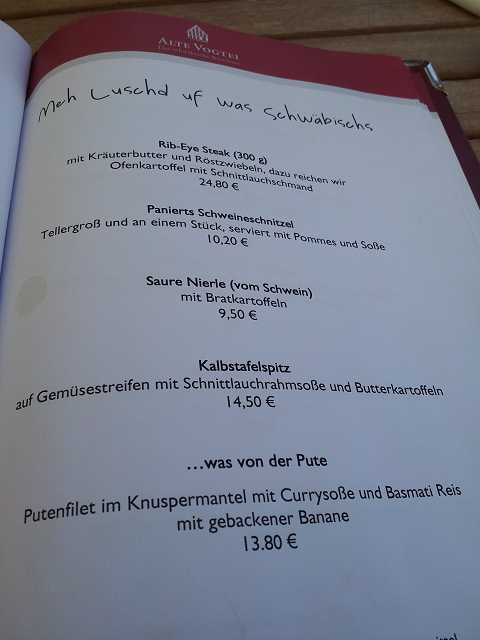 ALTE VOGTEI
Meh Luschd uf was schwäbischs
Rib-Eye Steak (300 g)
mit Kräuterbutter und Röstzwiebeln, dazu reichen wir
Ofenkartoffel mit Schnittlauchschmand
24,80 €
Panierts Schweineschnitzel
Tellergroß und an einem Stück, serviert mit Pommes und Soße
10,20 €
Saure Nierle (vom Schwein)
mit Bratkartoffeln
9,50 €
Kalbstafelspitz
auf Gemüsestreifen mit Schnittlauchrahmsoße und Butterkartoffeln
14,50 €
...was von der Pute
Putenfilet im Knuspermantel mit Currysoße und Basmati Reis
mit gebackener Banane
13.80 €